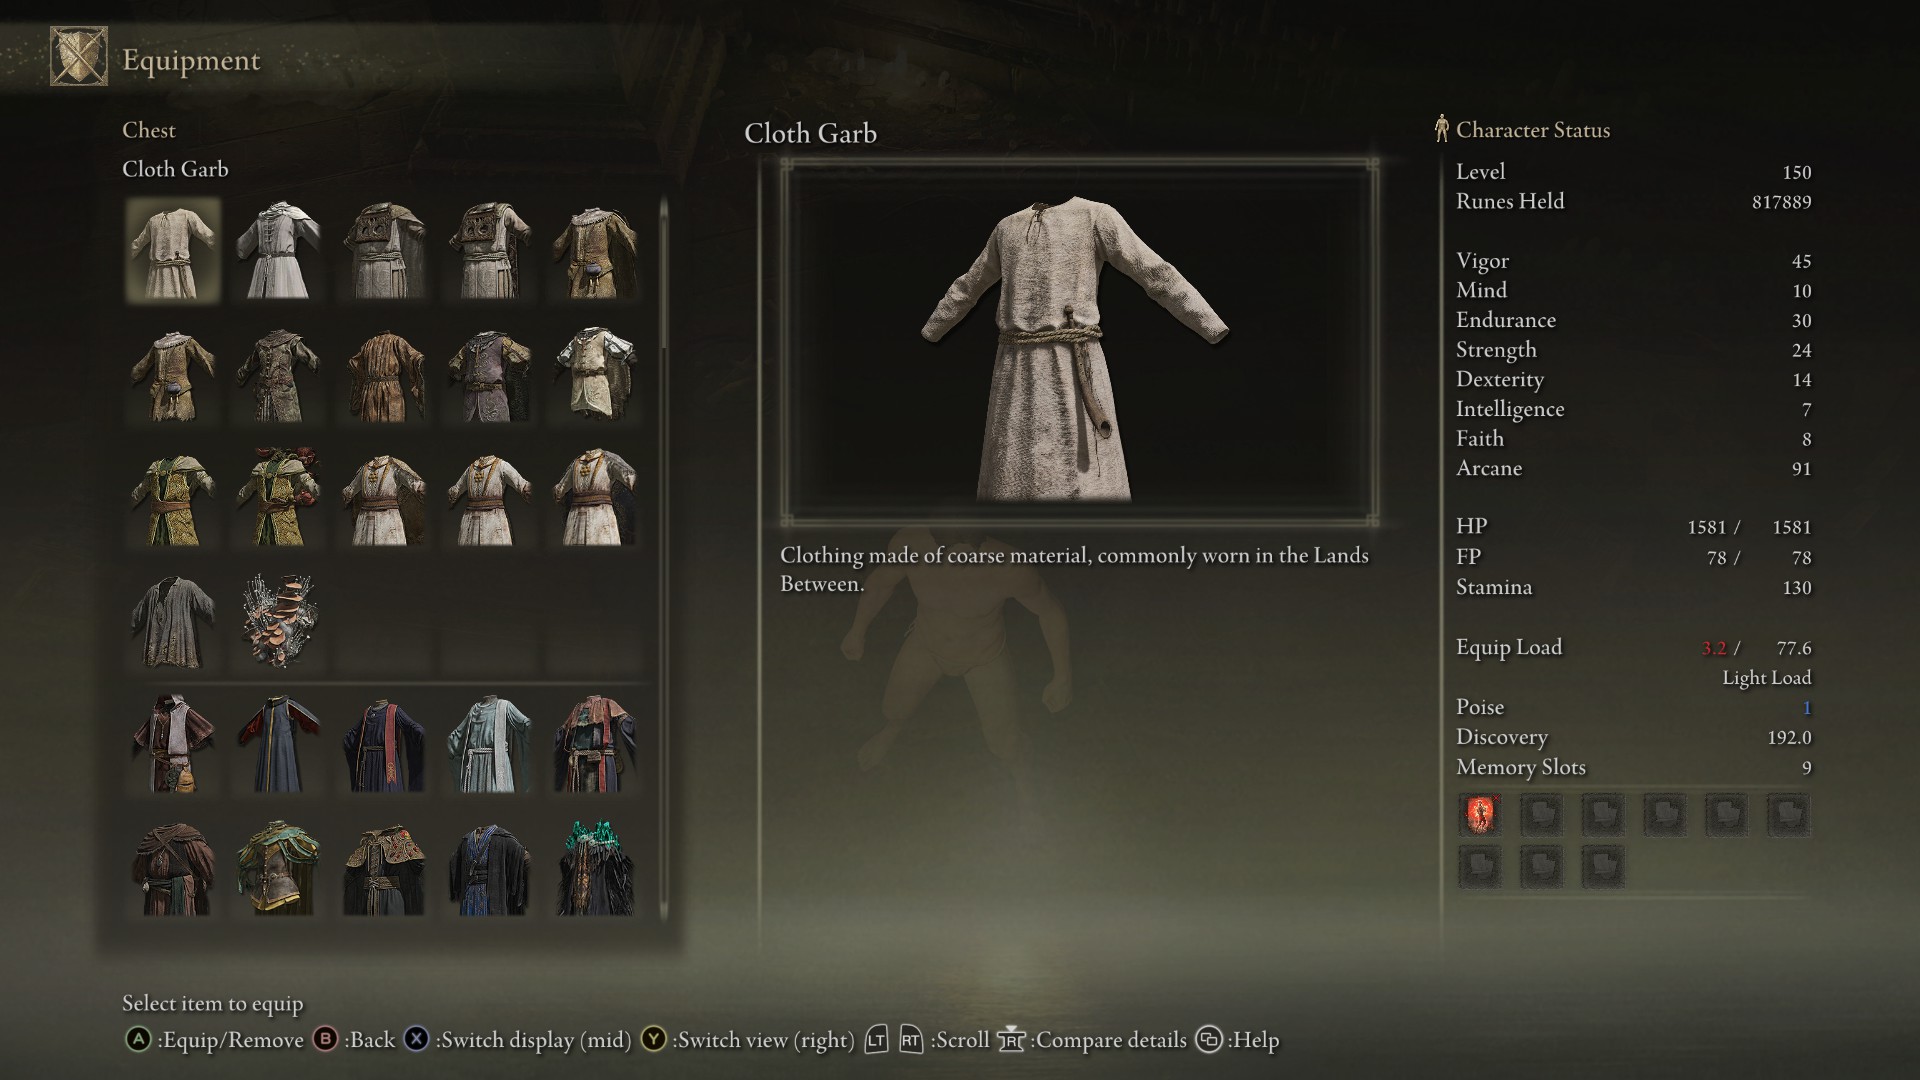 Equipment
Chest
Cloth Garb
Cloth Garb
Clothing made of coarse material, commonly worn in the Lands
Between.
Character Status
Level 150
Runes Held 817889
Vigor 45
Mind 10
Endurance 30
Strength 24
Dexterity 14
Intelligence 7
Faith 8
Arcane 91
HP 1581 / 1581
FP 78 / 78
Stamina 130
Equip Load 3.2 / 77.6
Light Load
Poise 1
Discovery 192.0
Memory Slots 9
Select item to equip
A :Equip/Remove B :Back X :Switch display (mid) Y :Switch view (right) LT RT :Scroll R :Compare details :Help